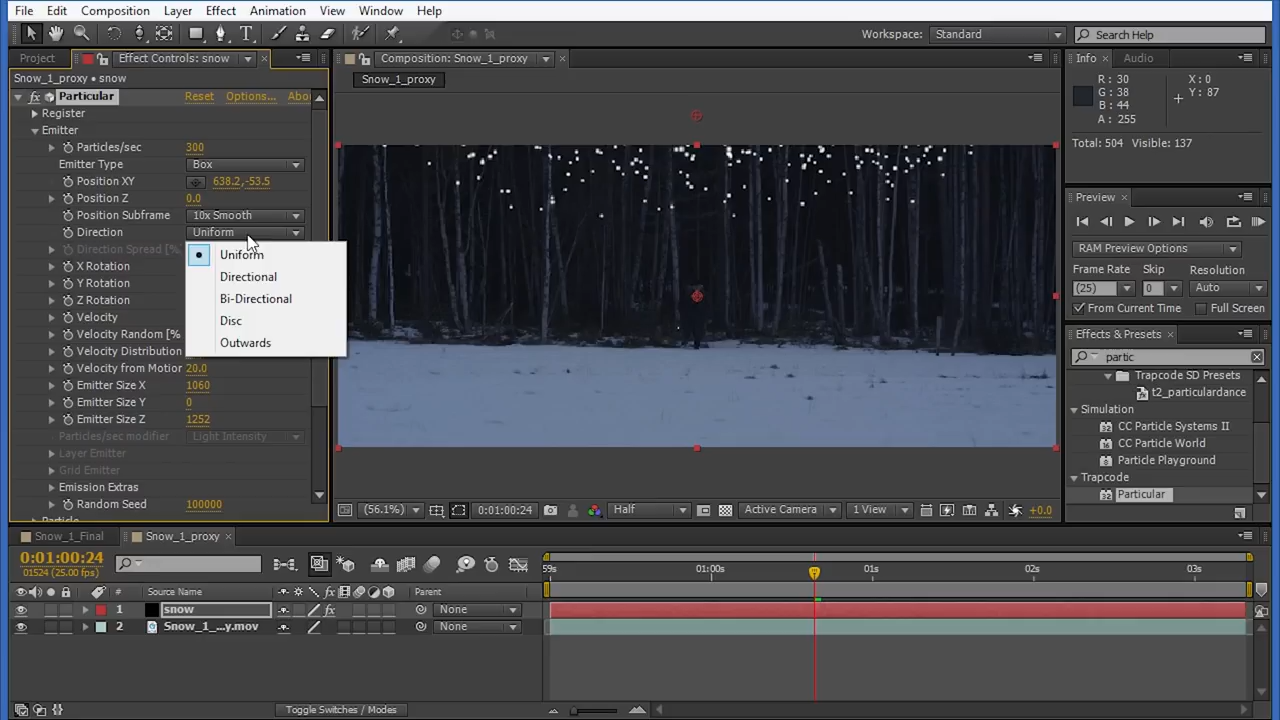 File Edit Composition Layer Effect Animation View Window Help
Workspace: Standard Search Help
Project Effect Controls: snow Composition: Snow_1_proxy Info Audio
Snow_1_proxy • snow Snow_1_proxy
R: 30 X: 0
G: 38 Y: 87
B: 44
A: 255
Total: 504 Visible: 137
fx Particular Reset Options... Abo
Register
Emitter
Particles/sec 300
Emitter Type Box
Position XY 638.2,-53.5
Position Z 0.0
Position Subframe 10x Smooth
Direction Uniform
Direction Spread [%
X Rotation
Y Rotation
Z Rotation
Velocity
Velocity Random [%
Velocity Distribution
Velocity from Motion 20.0
Emitter Size X 1060
Emitter Size Y 0
Emitter Size Z 1252
Particles/sec modifier Light Intensity
Layer Emitter
Grid Emitter
Emission Extras
Random Seed 100000
Uniform
Directional
Bi-Directional
Disc
Outwards
Preview
RAM Preview Options
Frame Rate Skip Resolution
(25) 0 Auto
From Current Time Full Screen
Effects & Presets
partic
Trapcode SD Presets
t2_particulardance
Simulation
CC Particle Systems II
CC Particle World
Particle Playground
Trapcode
Particular
(56.1%) 0:01:00:24 Half Active Camera 1 View +0.0
Snow_1_Final Snow_1_proxy
0:01:00:24
01524 (25.00 fps)
59s 01:00s 01s 02s 03s
# Source Name fx Parent
1 snow fx None
2 Snow_1_...y.mov None
Toggle Switches / Modes